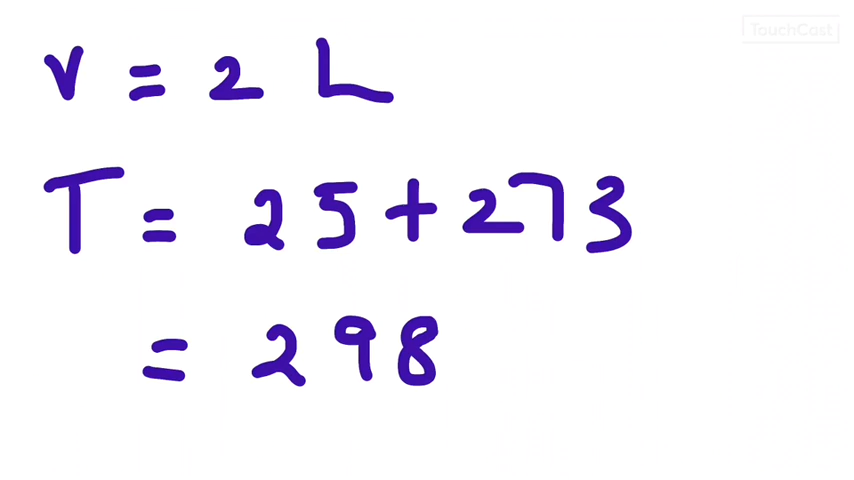 TouchCast
V = 2 L
T = 25 + 273
= 298